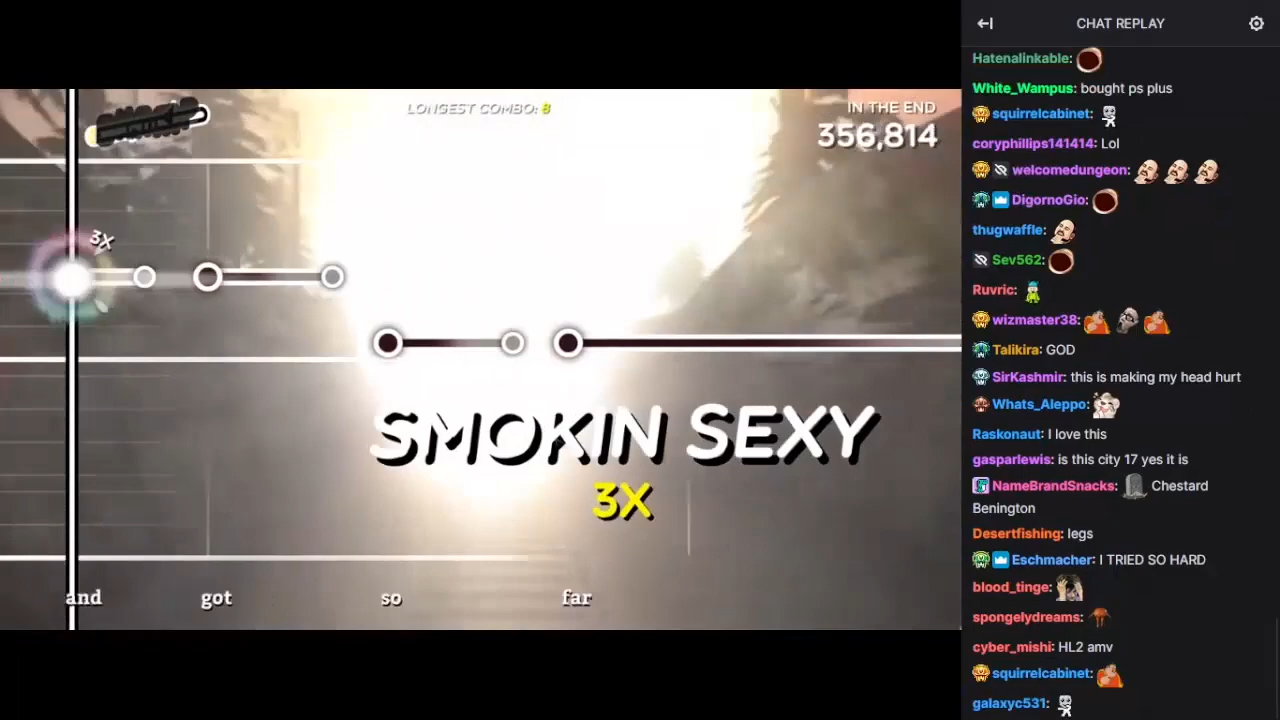 LONGEST COMBO: 8
IN THE END
356,814
3X
SMOKIN SEXY
3X
and got so far
CHAT REPLAY
Hatenalinkable:
White_Wampus: bought ps plus
squirrelcabinet:
coryphillips141414: Lol
welcomedungeon:
DigornoGio:
thugwaffle:
Sev562:
Ruvric:
wizmaster38:
Talikira: GOD
SirKashmir: this is making my head hurt
Whats_Aleppo:
Raskonaut: I love this
gasparlewis: is this city 17 yes it is
NameBrandSnacks: Chestard
Benington
Desertfishing: legs
Eschmacher: I TRIED SO HARD
blood_tinge:
spongelydreams:
cyber_mishi: HL2 amv
squirrelcabinet:
galaxyc531: